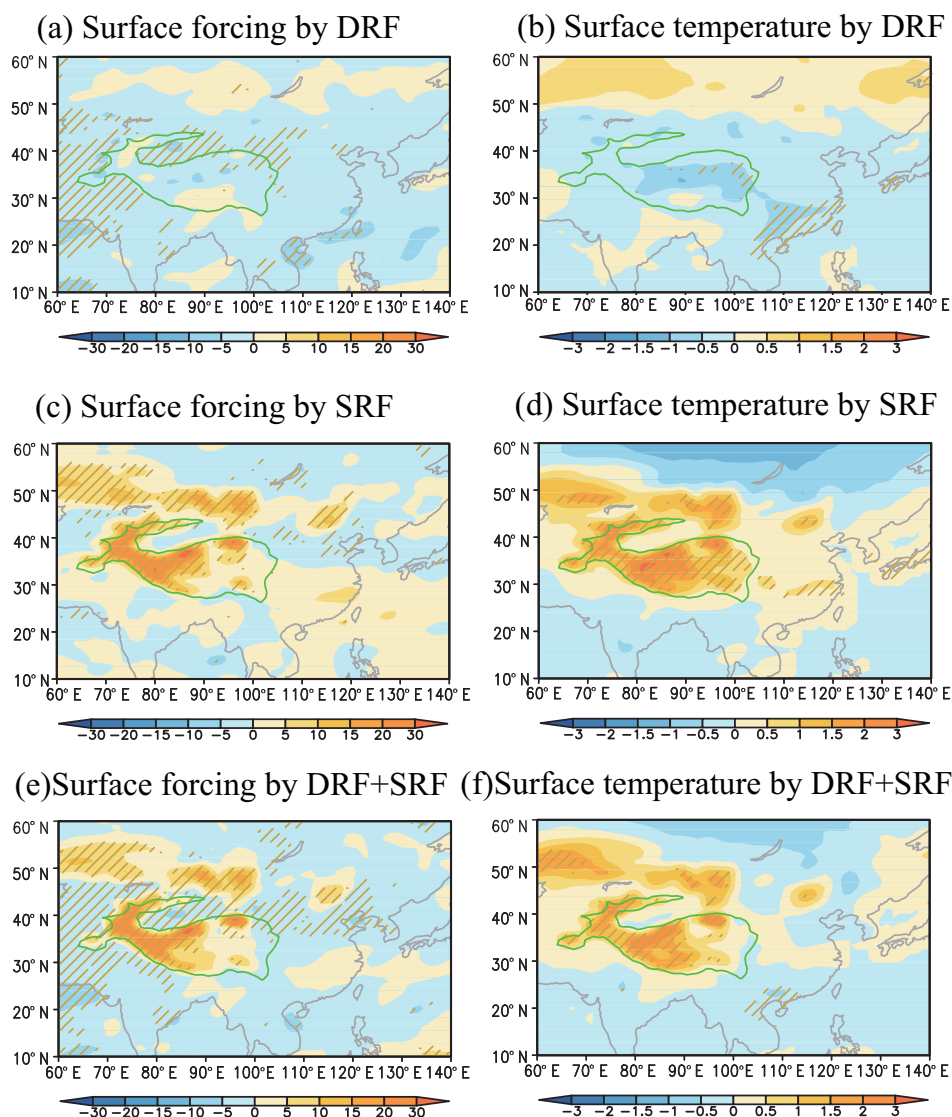 (a) Surface forcing by DRF
(b) Surface temperature by DRF
60° N
50° N
40° N
30° N
20° N
10° N
60° E 70° E 80° E 90° E 100° E 110° E 120° E 130° E 140° E
60° N
50° N
40° N
30° N
20° N
10° N
60° E 70° E 80° E 90° E 100° E 110° E 120° E 130° E 140° E
-30 -20 -15 -10 -5 0 5 10 15 20 30
-3 -2 -1.5 -1 -0.5 0 0.5 1 1.5 2 3
(c) Surface forcing by SRF
(d) Surface temperature by SRF
60° N
50° N
40° N
30° N
20° N
10° N
60° E 70° E 80° E 90° E 100° E 110° E 120° E 130° E 140° E
60° N
50° N
40° N
30° N
20° N
10° N
60° E 70° E 80° E 90° E 100° E 110° E 120° E 130° E 140° E
-30 -20 -15 -10 -5 0 5 10 15 20 30
-3 -2 -1.5 -1 -0.5 0 0.5 1 1.5 2 3
(e)Surface forcing by DRF+SRF
(f)Surface temperature by DRF+SRF
60° N
50° N
40° N
30° N
20° N
10° N
60° E 70° E 80° E 90° E 100° E 110° E 120° E 130° E 140° E
60° N
50° N
40° N
30° N
20° N
10° N
60° E 70° E 80° E 90° E 100° E 110° E 120° E 130° E 140° E
-30 -20 -15 -10 -5 0 5 10 15 20 30
-3 -2 -1.5 -1 -0.5 0 0.5 1 1.5 2 3